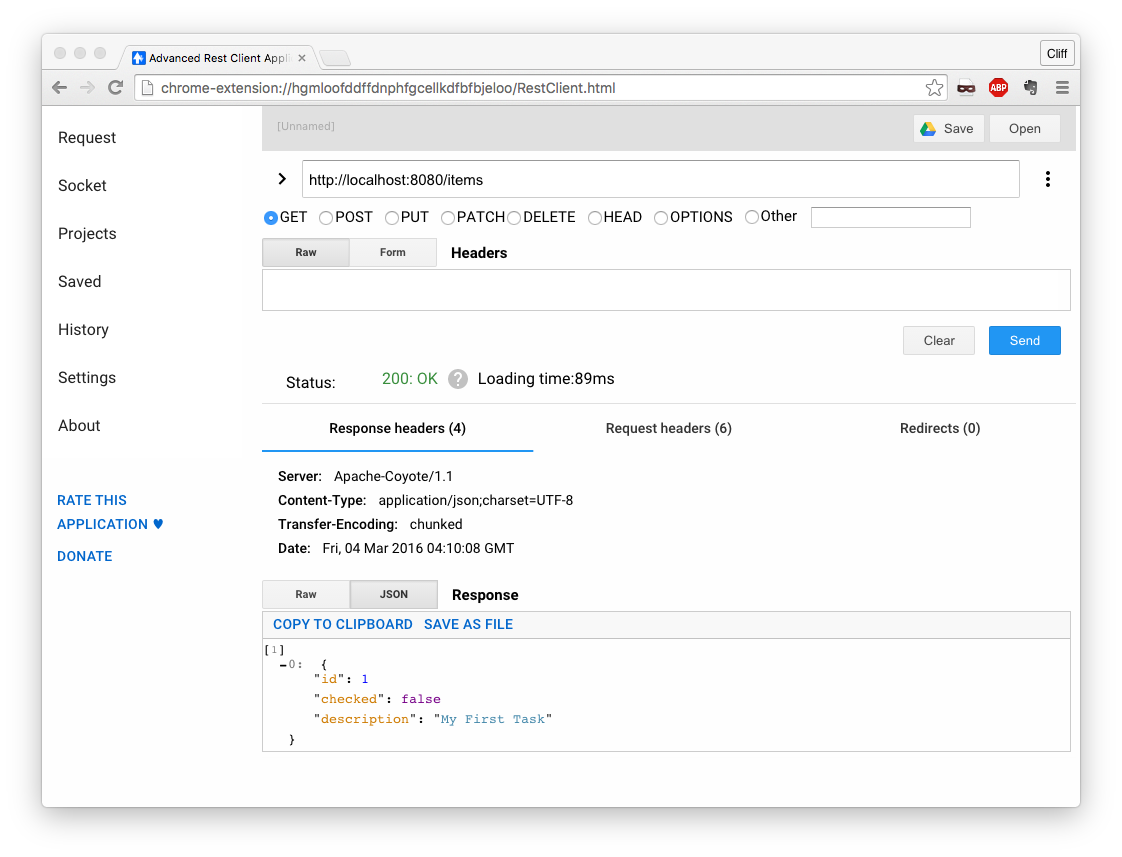 Advanced Rest Client Appli
Cliff
chrome-extension://hgmloofddffdnphfgcellkdfbfbjeloo/RestClient.html
ABP
Request
Socket
Projects
Saved
History
Settings
About
RATE THIS
APPLICATION ♥
DONATE
[Unnamed]
Save
Open
http://localhost:8080/items
GET POST PUT PATCH DELETE HEAD OPTIONS Other
Raw Form Headers
Clear
Send
Status: 200: OK ? Loading time:89ms
Response headers (4) Request headers (6) Redirects (0)
Server: Apache-Coyote/1.1
Content-Type: application/json;charset=UTF-8
Transfer-Encoding: chunked
Date: Fri, 04 Mar 2016 04:10:08 GMT
Raw JSON Response
COPY TO CLIPBOARD SAVE AS FILE
[1]
-0: {
"id": 1
"checked": false
"description": "My First Task"
}